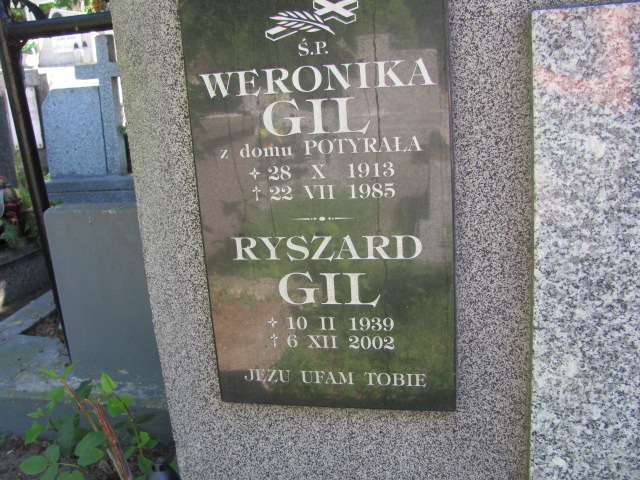 Ś.P.
WERONIKA
GIL
z domu POTYRAŁA
✧ 28 X 1913
† 22 VII 1985
RYSZARD
GIL
✧ 10 II 1939
† 6 XII 2002
JEZU UFAM TOBIE